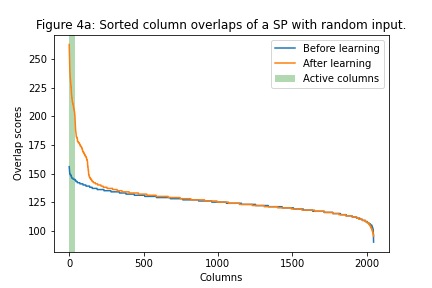 Figure 4a: Sorted column overlaps of a SP with random input.
Before learning
After learning
Active columns
Overlap scores
250
225
200
175
150
125
100
0
500
1000
1500
2000
Columns